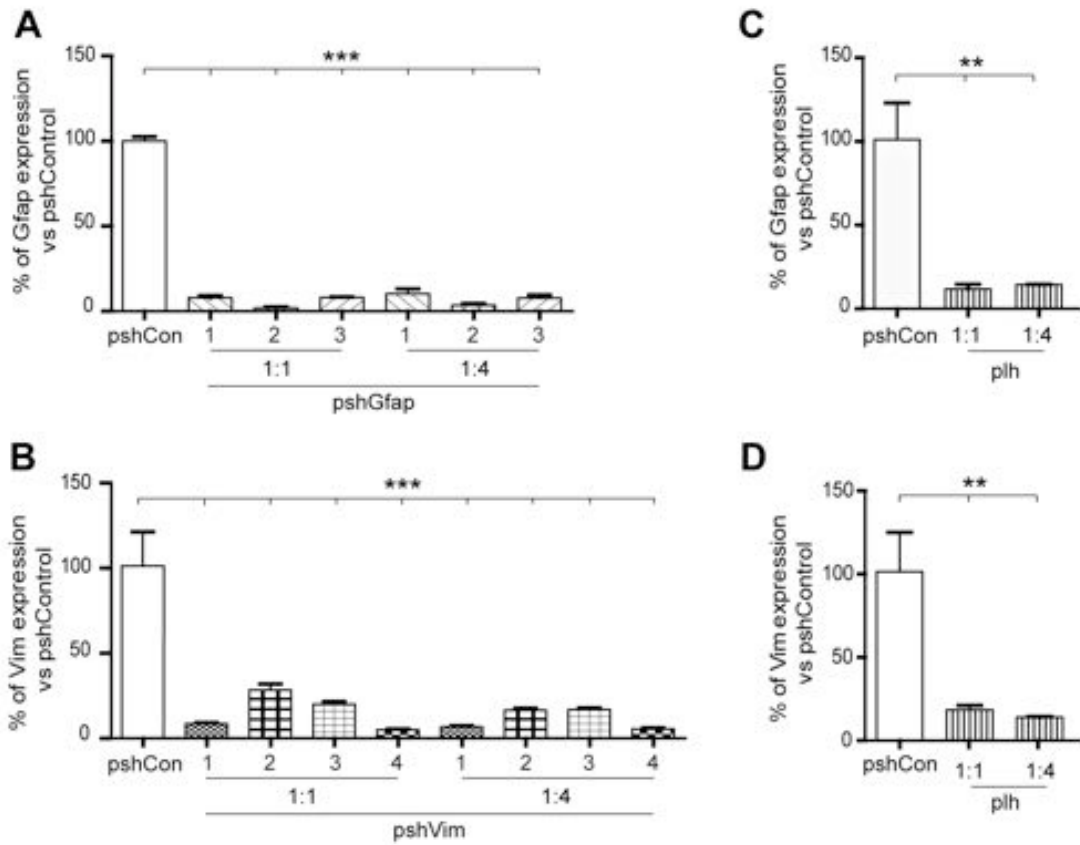 A
% of Gfap expression
vs pshControl
150
100
50
0
***
pshCon 1 2 3 1 2 3
1:1 1:4
pshGfap
B
% of Vim expression
vs pshControl
150
100
50
0
***
pshCon 1 2 3 4 1 2 3 4
1:1 1:4
pshVim
C
% of Gfap expression
vs pshControl
150
100
50
0
**
pshCon 1:1 1:4
plh
D
% of Vim expression
vs pshControl
150
100
50
0
**
pshCon 1:1 1:4
plh